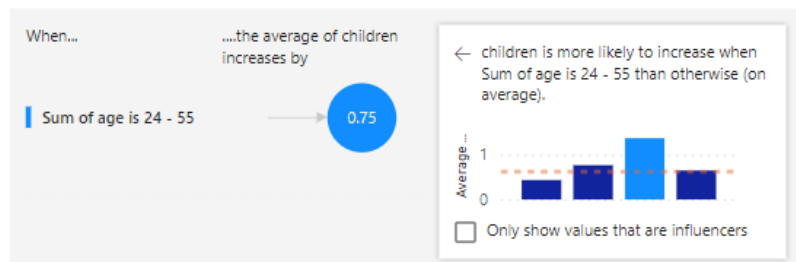 When...
....the average of children
increases by
Sum of age is 24 - 55
0.75
← children is more likely to increase when
Sum of age is 24 - 55 than otherwise (on
average).
Average ...
1
0
Only show values that are influencers